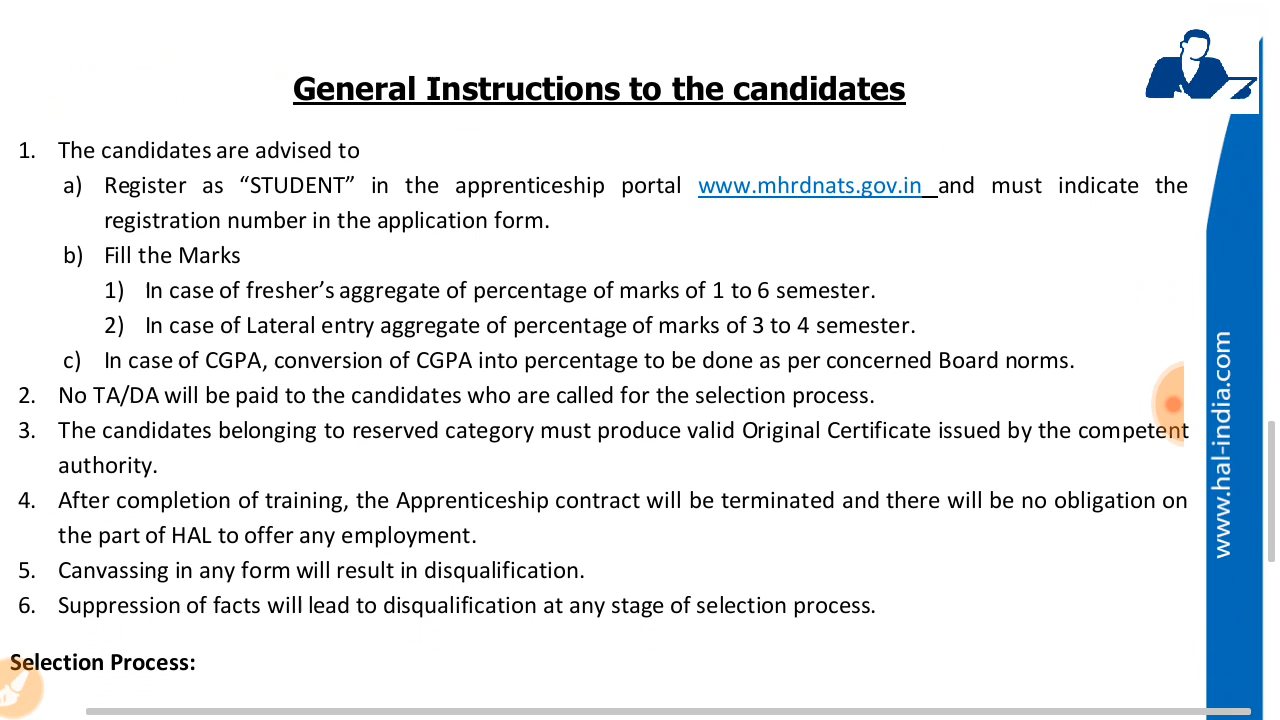 General Instructions to the candidates
1. The candidates are advised to
a) Register as “STUDENT” in the apprenticeship portal www.mhrdnats.gov.in and must indicate the
registration number in the application form.
b) Fill the Marks
1) In case of fresher’s aggregate of percentage of marks of 1 to 6 semester.
2) In case of Lateral entry aggregate of percentage of marks of 3 to 4 semester.
c) In case of CGPA, conversion of CGPA into percentage to be done as per concerned Board norms.
2. No TA/DA will be paid to the candidates who are called for the selection process.
3. The candidates belonging to reserved category must produce valid Original Certificate issued by the competent
authority.
4. After completion of training, the Apprenticeship contract will be terminated and there will be no obligation on
the part of HAL to offer any employment.
5. Canvassing in any form will result in disqualification.
6. Suppression of facts will lead to disqualification at any stage of selection process.
Selection Process:
www.hal-india.com